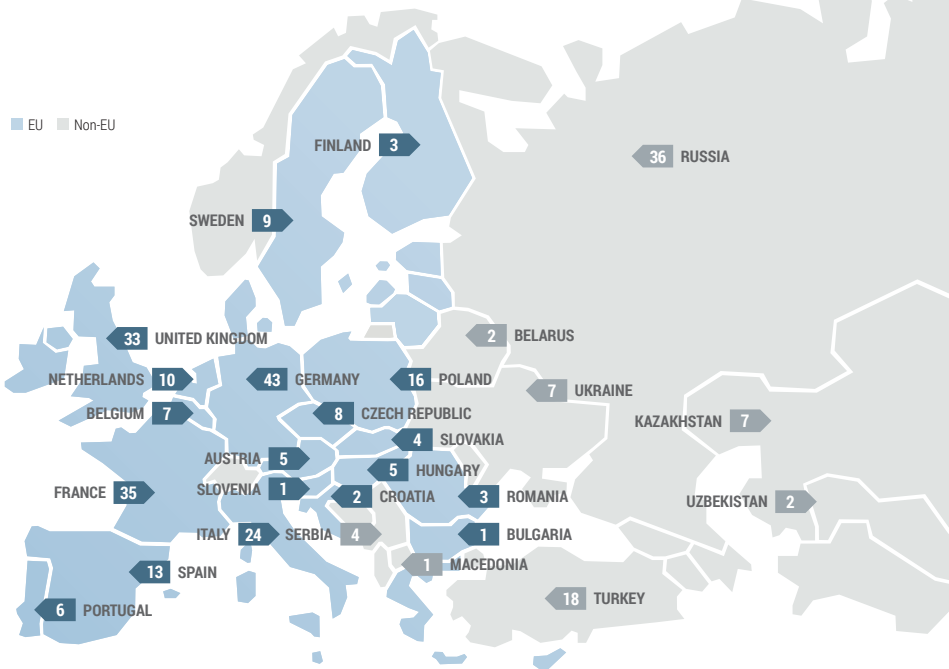 EU Non-EU
FINLAND 3
36 RUSSIA
SWEDEN 9
33 UNITED KINGDOM
2 BELARUS
NETHERLANDS 10
43 GERMANY
16 POLAND
7 UKRAINE
BELGIUM 7
8 CZECH REPUBLIC
KAZAKHSTAN 7
4 SLOVAKIA
AUSTRIA 5
5 HUNGARY
SLOVENIA 1
FRANCE 35
2 CROATIA
3 ROMANIA
UZBEKISTAN 2
ITALY 24
SERBIA 4
1 BULGARIA
1 MACEDONIA
13 SPAIN
18 TURKEY
6 PORTUGAL